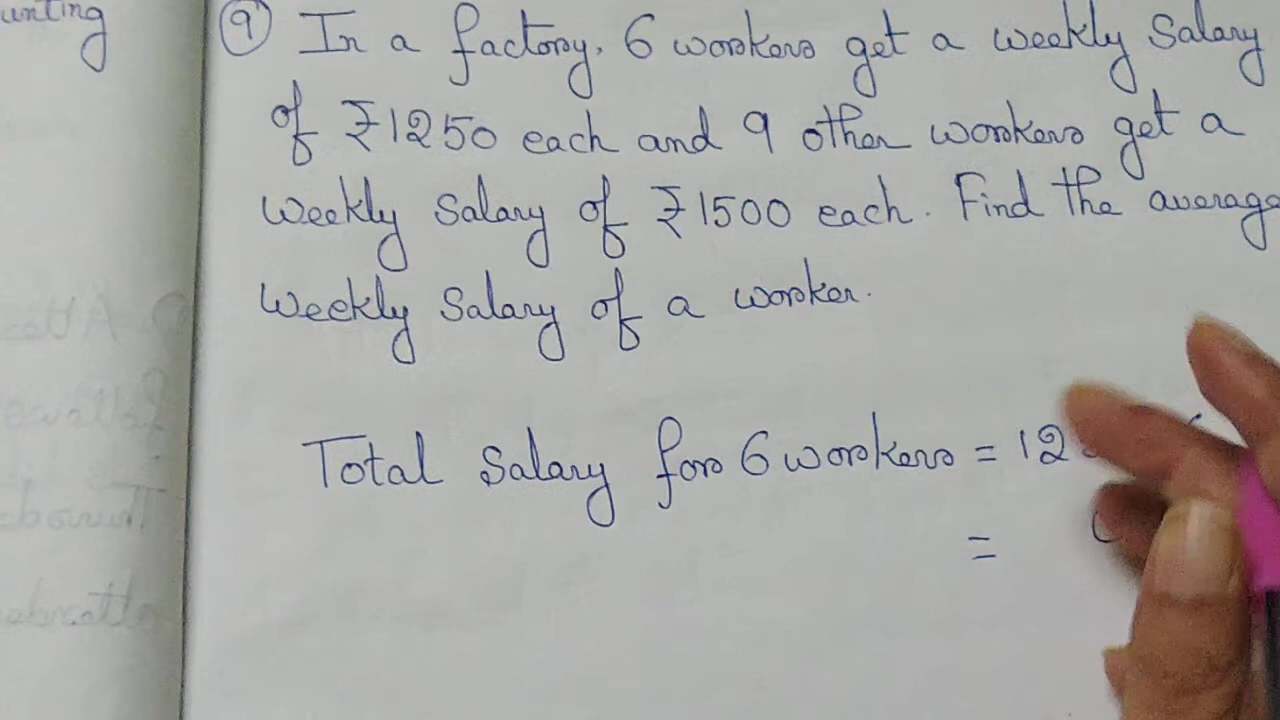 unting
9 In a factory, 6 workers get a weekly salary
of ₹1250 each and 9 other workers get a
weekly salary of ₹1500 each. Find the average
weekly salary of a worker.
Total salary for 6 workers = 12
=